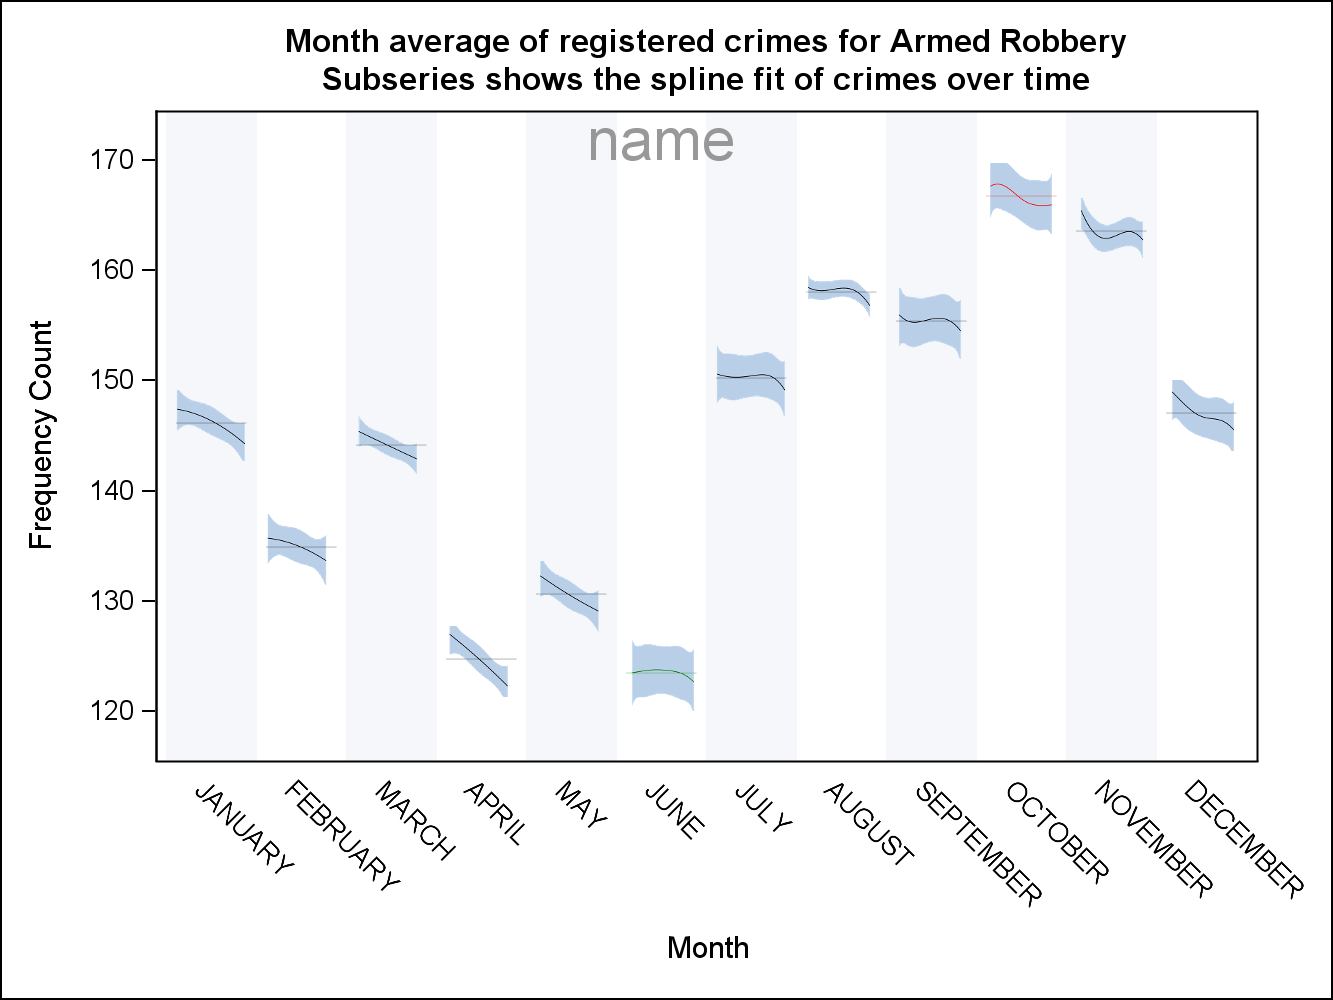 Month average of registered crimes for Armed Robbery
Subseries shows the spline fit of crimes over time
name
170
160
150
140
130
120
Frequency Count
JANUARY
FEBRUARY
MARCH
APRIL
MAY
JUNE
JULY
AUGUST
SEPTEMBER
OCTOBER
NOVEMBER
DECEMBER
Month